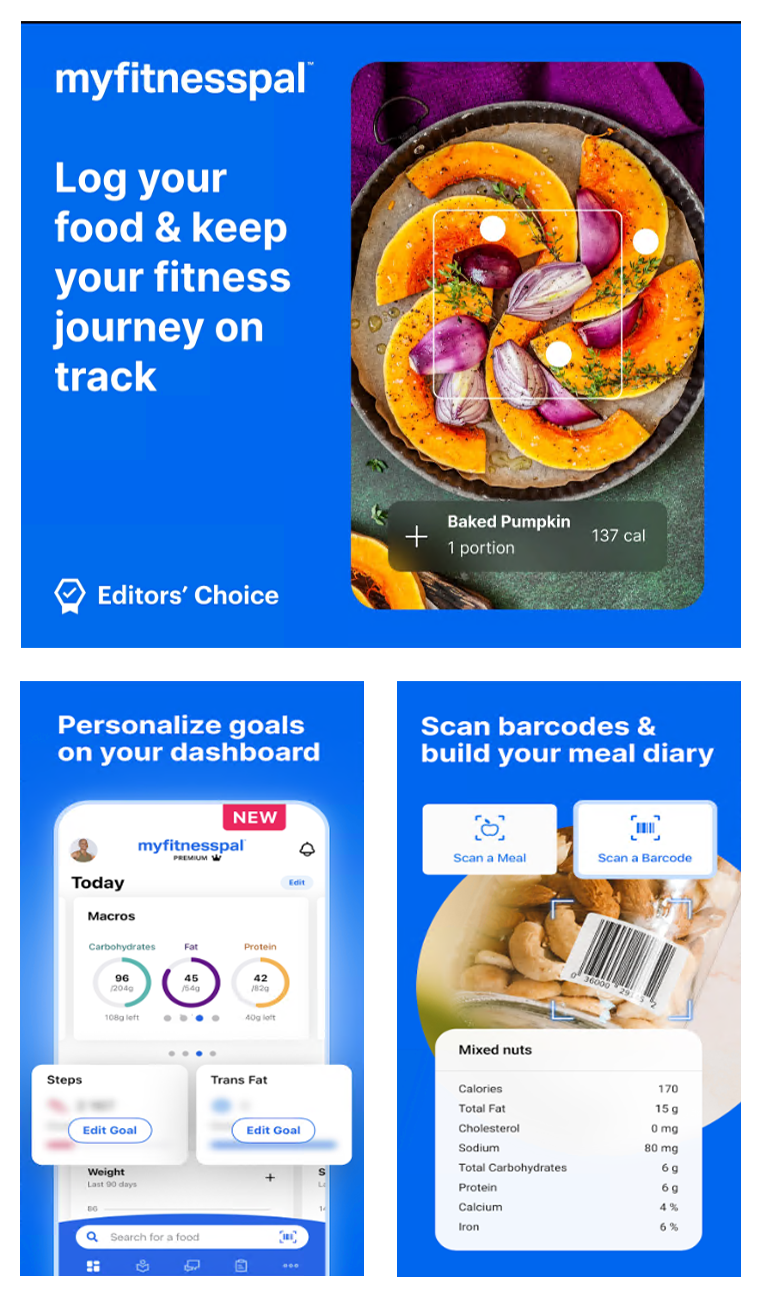 myfitnesspal™
Log your
food & keep
your fitness
journey on
track
Baked Pumpkin
1 portion
137 cal
Editors’ Choice
Personalize goals
on your dashboard
NEW
myfitnesspal
PREMIUM
Today
Edit
Macros
Carbohydrates Fat Protein
96 45 42
/204g /54g /82g
108g left 40g left
Steps Trans Fat
Edit Goal Edit Goal
Weight
Last 90 days
S
86
Search for a food
Scan barcodes &
build your meal diary
Scan a Meal Scan a Barcode
0 36000 29
Mixed nuts
Calories 170
Total Fat 15 g
Cholesterol 0 mg
Sodium 80 mg
Total Carbohydrates 6 g
Protein 6 g
Calcium 4 %
Iron 6 %